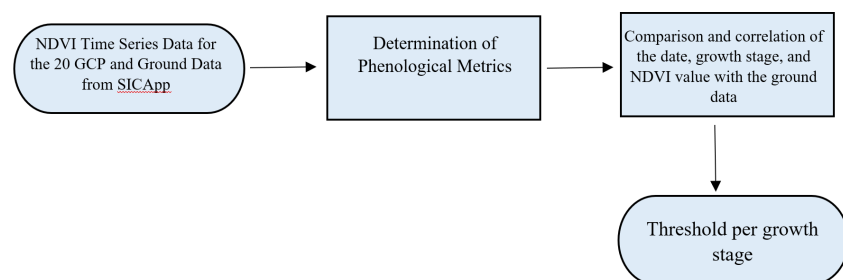 NDVI Time Series Data for
the 20 GCP and Ground Data
from SICApp
Determination of
Phenological Metrics
Comparison and correlation of
the date, growth stage, and
NDVI value with the ground
data
Threshold per growth
stage